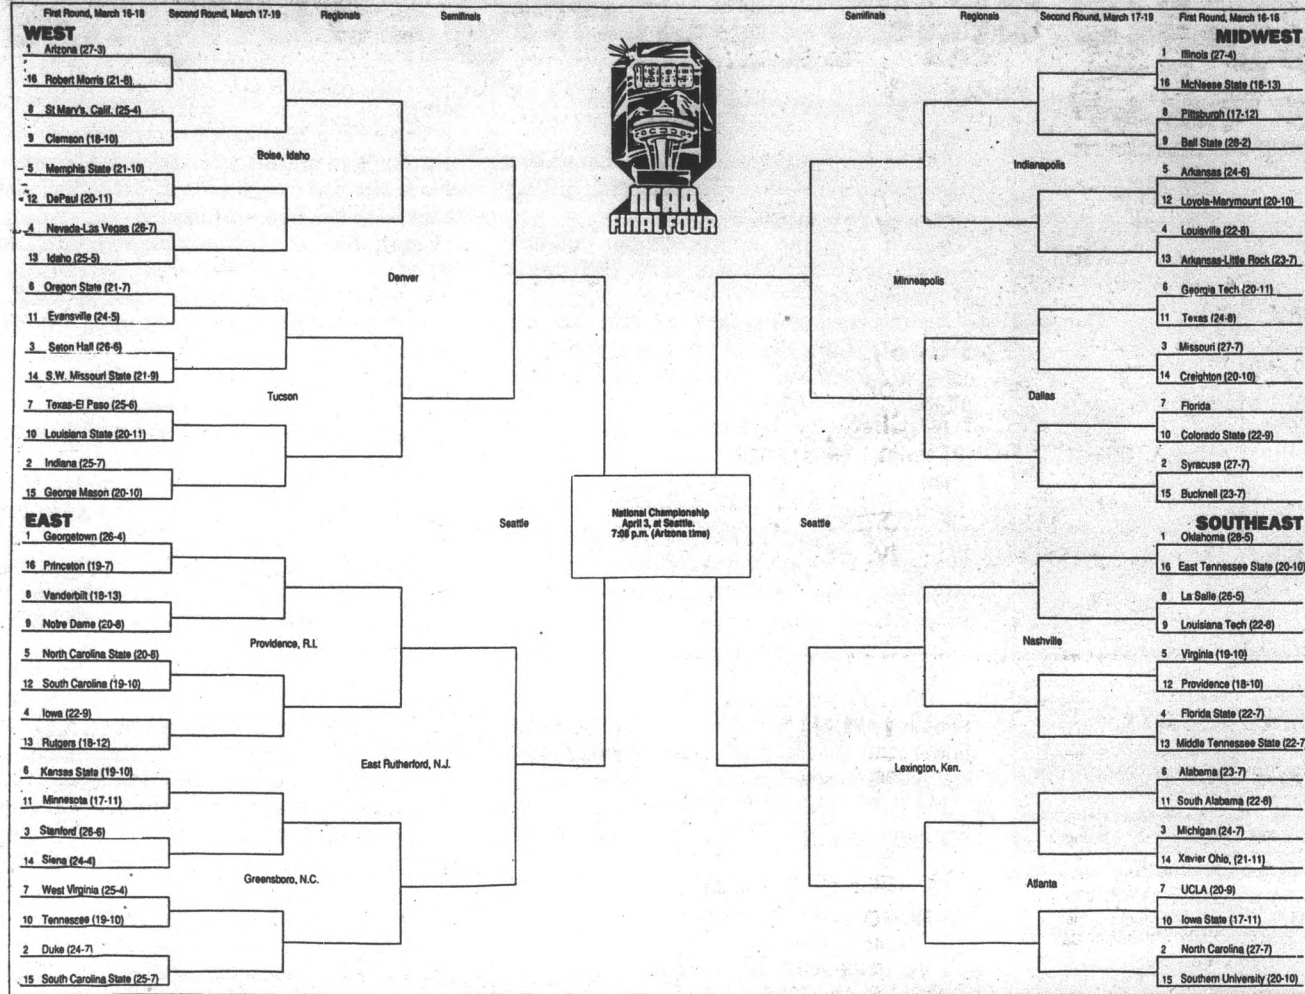 First Round, March 16-18 Second Round, March 17-19 Regionals Semifinals
Semifinals Regionals Second Round, March 17-19 First Round, March 16-18
WEST
1 Arizona (27-3)
16 Robert Morris (21-8)
8 St Mary's, Calif. (25-4)
9 Clemson (18-10)
Boise, Idaho
5 Memphis State (21-10)
12 DePaul (20-11)
4 Nevada-Las Vegas (26-7)
13 Idaho (25-5)
Denver
6 Oregon State (21-7)
11 Evansville (24-5)
3 Seton Hall (26-6)
14 S.W. Missouri State (21-9)
Tucson
7 Texas-El Paso (25-6)
10 Louisiana State (20-11)
2 Indiana (25-7)
15 George Mason (20-10)
EAST
1 Georgetown (26-4)
16 Princeton (19-7)
8 Vanderbilt (18-13)
9 Notre Dame (20-8)
Providence, R.I.
5 North Carolina State (20-8)
12 South Carolina (19-10)
4 Iowa (22-9)
13 Rutgers (18-12)
East Rutherford, N.J.
6 Kansas State (19-10)
11 Minnesota (17-11)
3 Stanford (26-6)
14 Siena (24-4)
Greensboro, N.C.
7 West Virginia (25-4)
10 Tennessee (19-10)
2 Duke (24-7)
15 South Carolina State (25-7)
1989
NCAA
FINAL FOUR
Seattle
National Championship
April 3, at Seattle.
7:08 p.m. (Arizona time)
Seattle
MIDWEST
1 Illinois (27-4)
16 McNeese State (16-13)
8 Pittsburgh (17-12)
9 Ball State (28-2)
Indianapolis
5 Arkansas (24-6)
12 Loyola-Marymount (20-10)
4 Louisville (22-8)
13 Arkansas-Little Rock (23-7)
Minneapolis
6 Georgia Tech (20-11)
11 Texas (24-8)
3 Missouri (27-7)
14 Creighton (20-10)
Dallas
7 Florida
10 Colorado State (22-9)
2 Syracuse (27-7)
15 Bucknell (23-7)
SOUTHEAST
1 Oklahoma (28-5)
16 East Tennessee State (20-10)
8 La Salle (26-5)
9 Louisiana Tech (22-8)
Nashville
5 Virginia (19-10)
12 Providence (18-10)
4 Florida State (22-7)
13 Middle Tennessee State (22-7
Lexington, Ken.
6 Alabama (23-7)
11 South Alabama (22-8)
3 Michigan (24-7)
14 Xavier Ohio, (21-11)
Atlanta
7 UCLA (20-9)
10 Iowa State (17-11)
2 North Carolina (27-7)
15 Southern University (20-10)